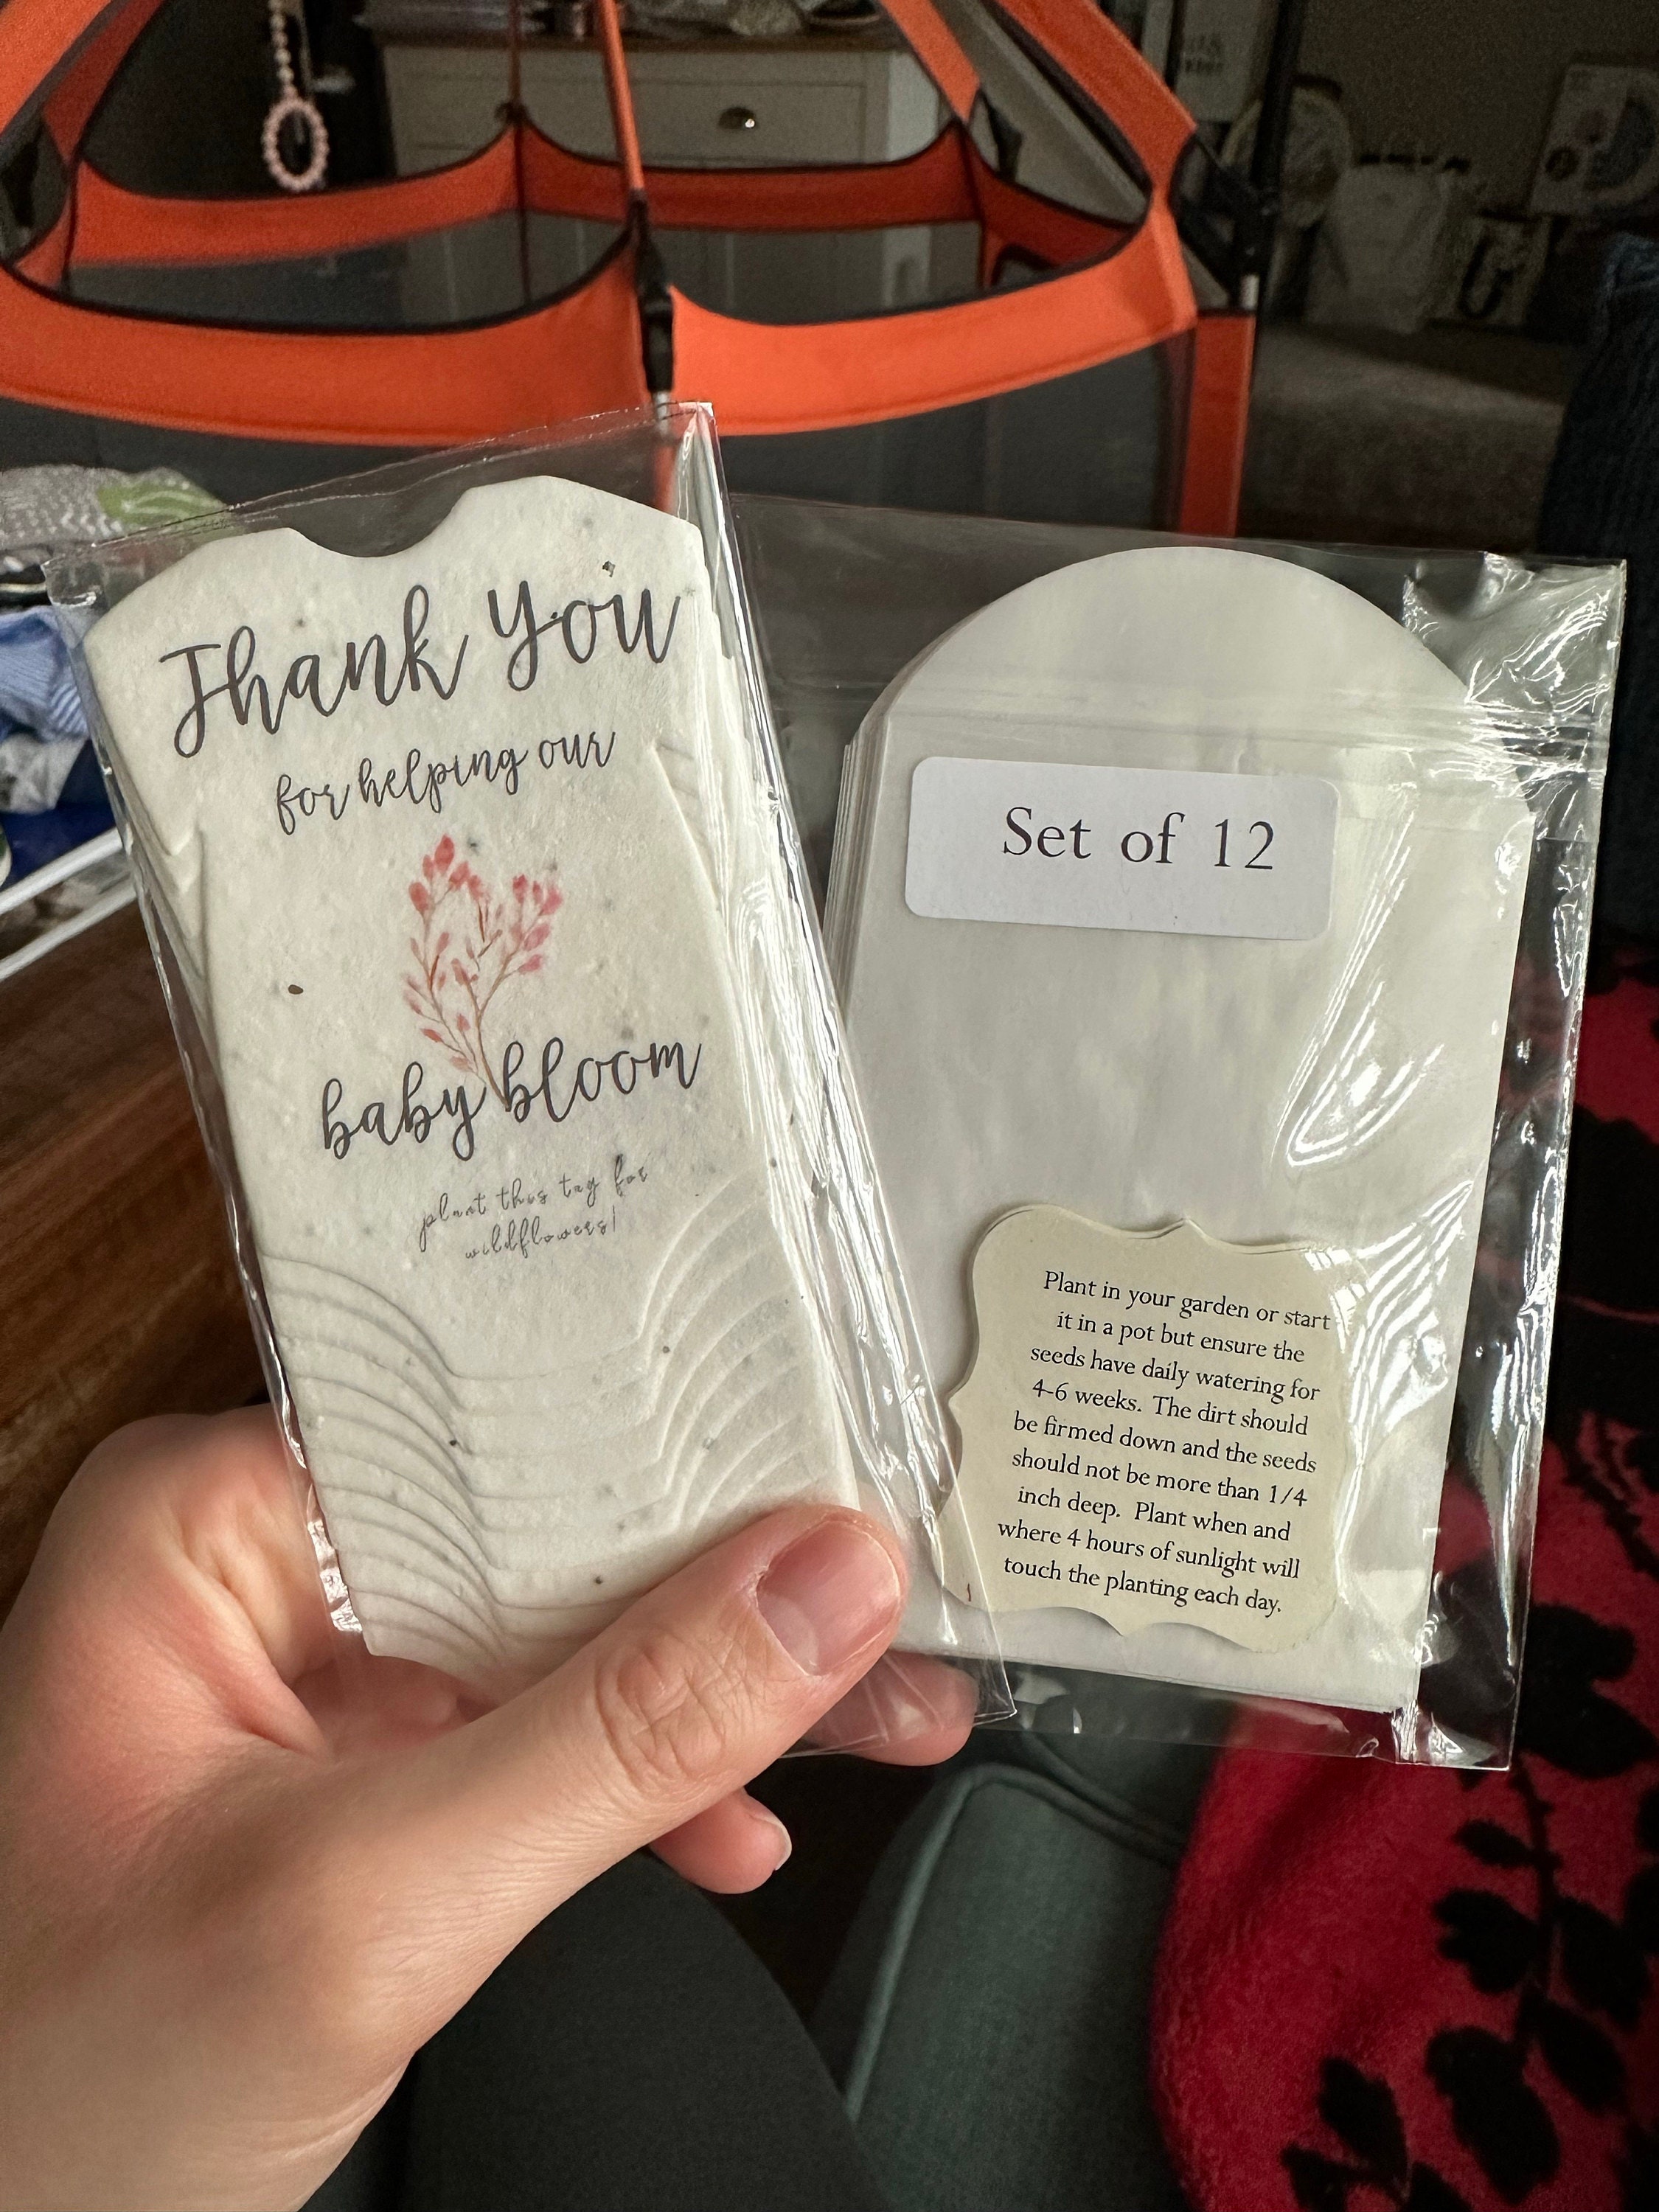 Thank You
for helping our
baby bloom
plant this tag for
wildflowers!
Set of 12
Plant in your garden or start
it in a pot but ensure the
seeds have daily watering for
4-6 weeks. The dirt should
be firmed down and the seeds
should not be more than 1/4
inch deep. Plant when and
where 4 hours of sunlight will
touch the planting each day.